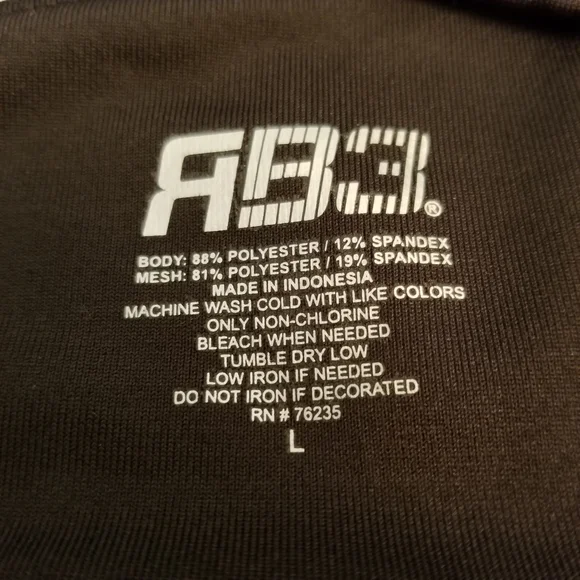 RB3®
BODY: 88% POLYESTER / 12% SPANDEX
MESH: 81% POLYESTER / 19% SPANDEX
MADE IN INDONESIA
MACHINE WASH COLD WITH LIKE COLORS
ONLY NON-CHLORINE
BLEACH WHEN NEEDED
TUMBLE DRY LOW
LOW IRON IF NEEDED
DO NOT IRON IF DECORATED
RN # 76235
L